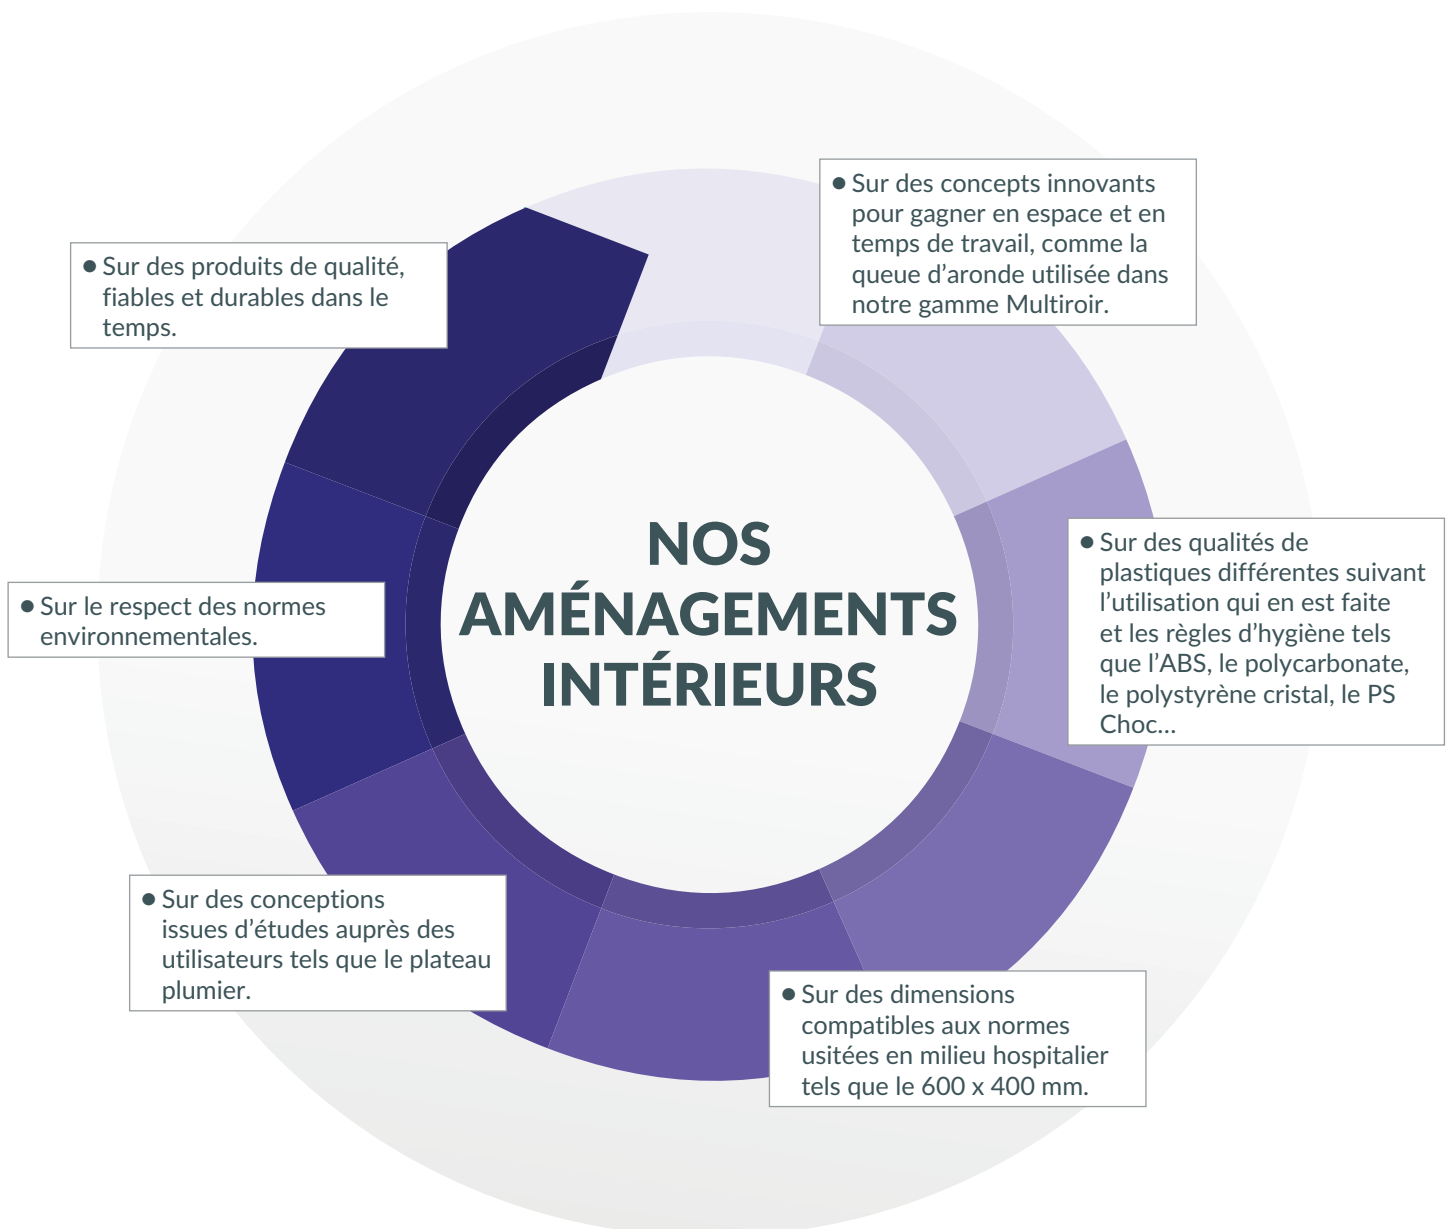 NOS
AMÉNAGEMENTS
INTÉRIEURS
● Sur des concepts innovants
pour gagner en espace et en
temps de travail, comme la
queue d’aronde utilisée dans
notre gamme Multiroir.
● Sur des qualités de
plastiques différentes suivant
l’utilisation qui en est faite
et les règles d’hygiène tels
que l’ABS, le polycarbonate,
le polystyrène cristal, le PS
Choc...
● Sur des dimensions
compatibles aux normes
usitées en milieu hospitalier
tels que le 600 x 400 mm.
● Sur des conceptions
issues d’études auprès des
utilisateurs tels que le plateau
plumier.
● Sur le respect des normes
environnementales.
● Sur des produits de qualité,
fiables et durables dans le
temps.